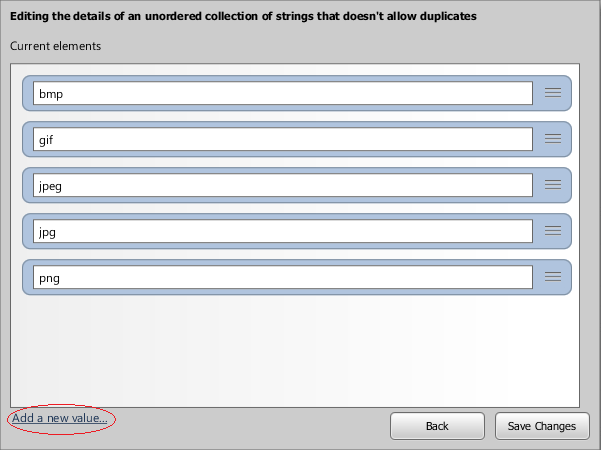 Editing the details of an unordered collection of strings that doesn't allow duplicates
Current elements
bmp
gif
jpeg
jpg
png
Add a new value...
Back
Save Changes